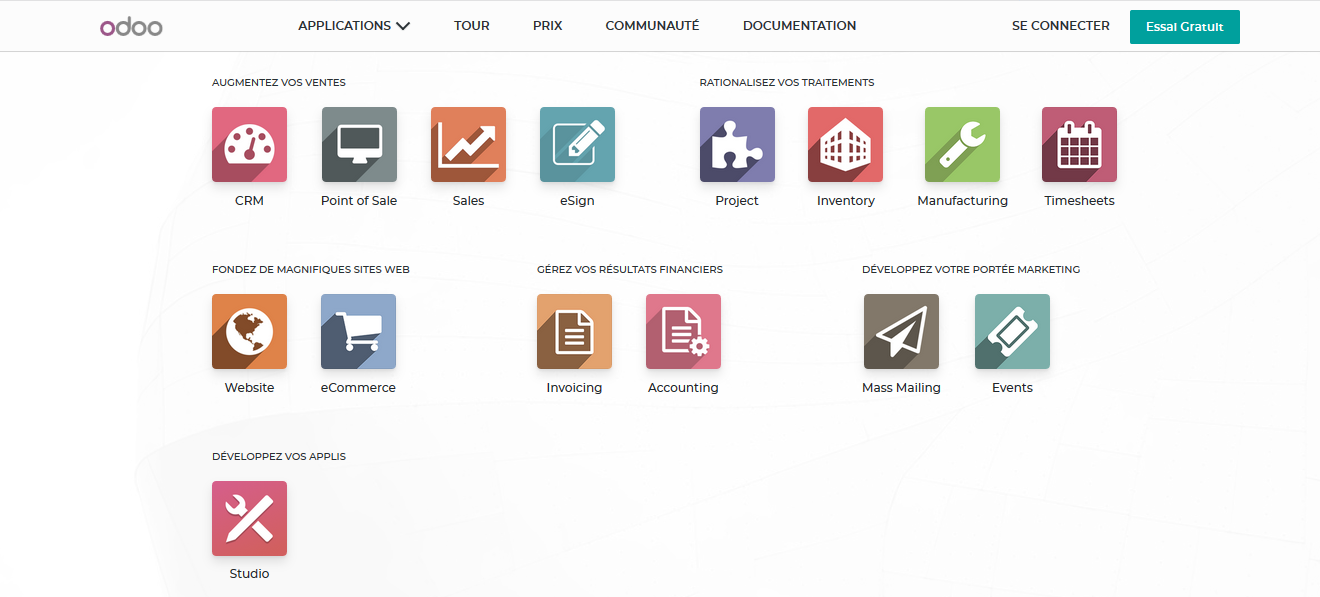 odoo APPLICATIONS TOUR PRIX COMMUNAUTÉ DOCUMENTATION SE CONNECTER Essai Gratuit
AUGMENTEZ VOS VENTES
CRM Point of Sale Sales eSign
RATIONALISEZ VOS TRAITEMENTS
Project Inventory Manufacturing Timesheets
FONDEZ DE MAGNIFIQUES SITES WEB
Website eCommerce
GÉREZ VOS RÉSULTATS FINANCIERS
Invoicing Accounting
DÉVELOPPEZ VOTRE PORTÉE MARKETING
Mass Mailing Events
DÉVELOPPEZ VOS APPLIS
Studio